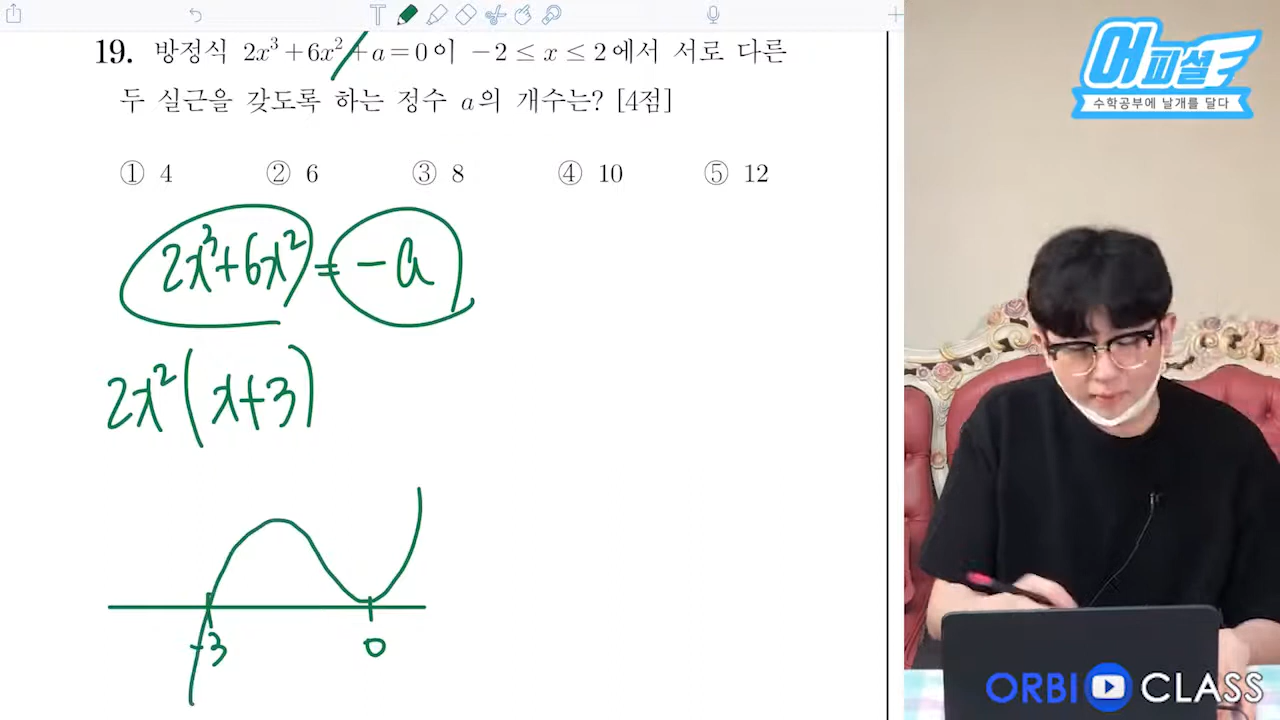 19. 방정식 2x³+6x²+a=0이 −2≤x≤2에서 서로 다른
두 실근을 갖도록 하는 정수 a의 개수는? [4점]
① 4 ② 6 ③ 8 ④ 10 ⑤ 12
2x³+6x²=-a
2x²(x+3)
-3 0
어피셜
수학공부에 날개를 달다
ORBI CLASS